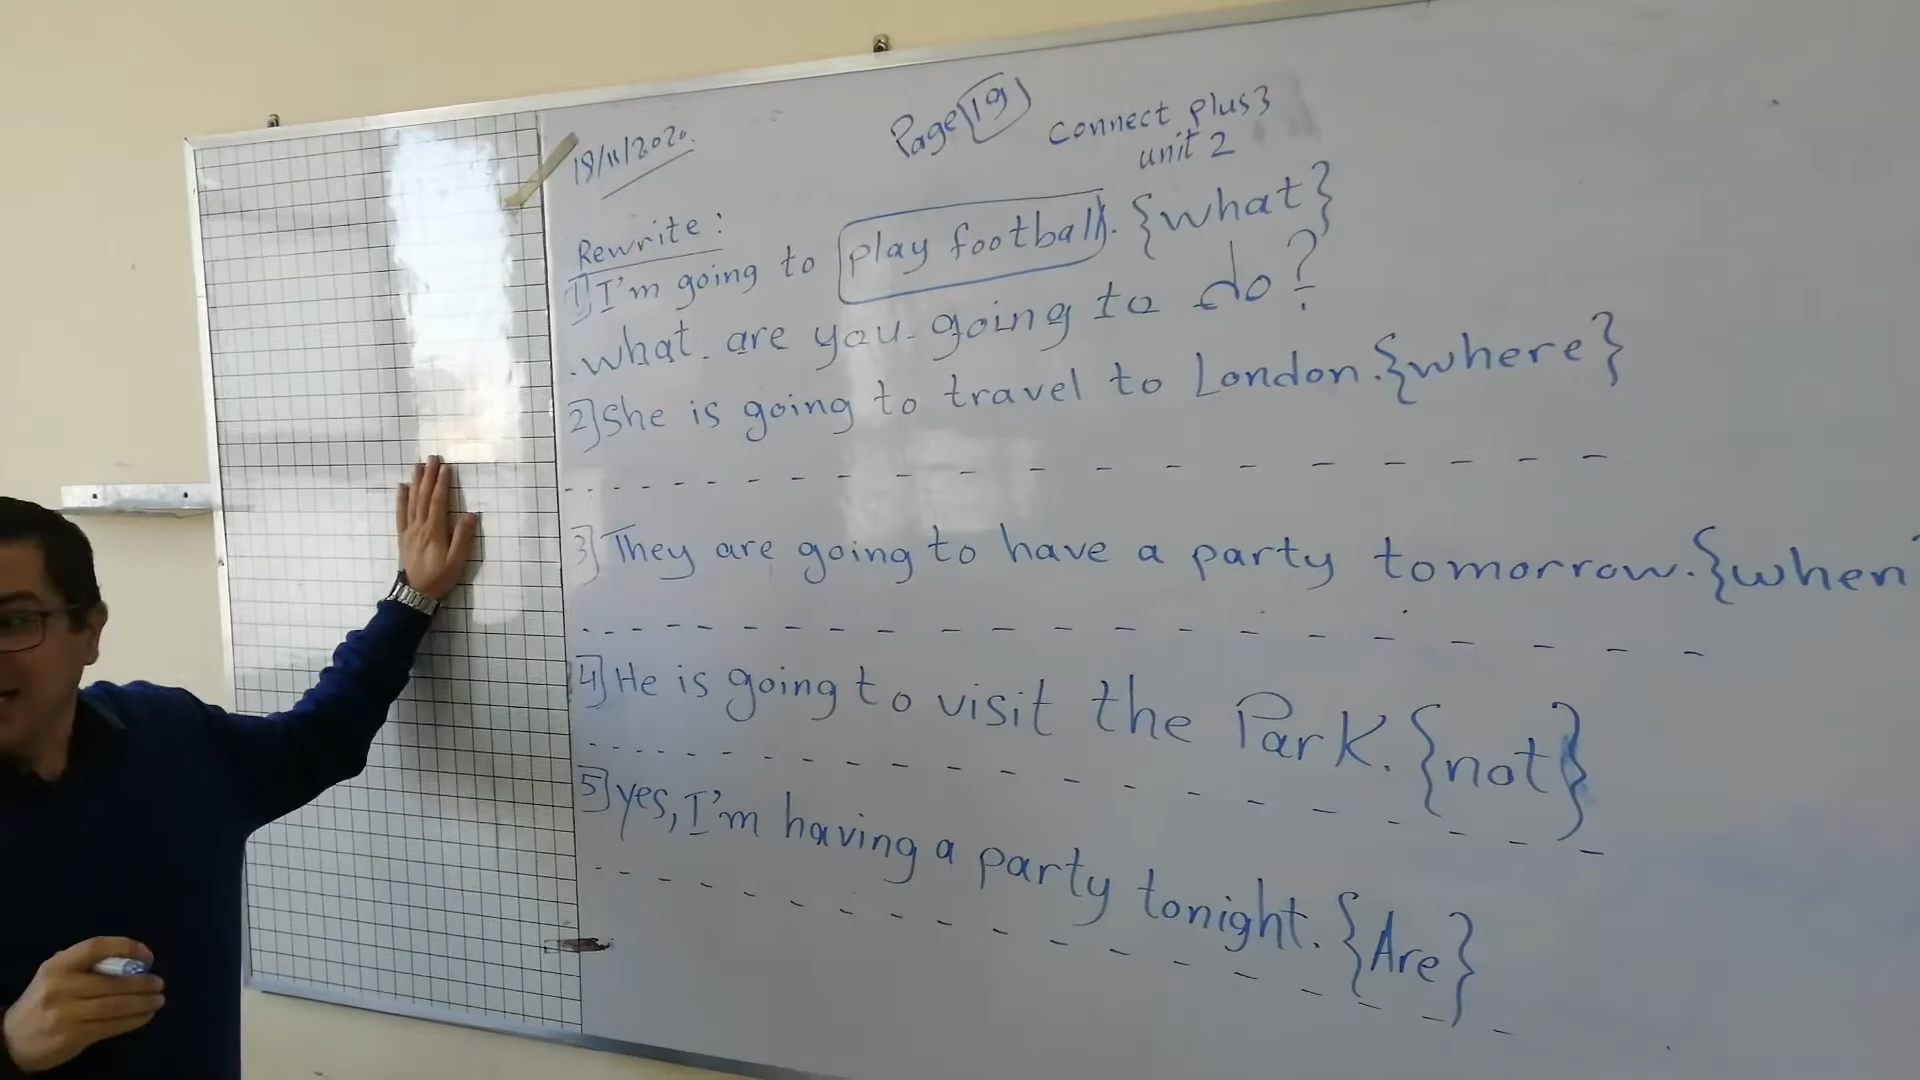 18/11/2020.
Page 19
Connect Plus 3
unit 2
Rewrite:
1] I'm going to play football. {what}
.what are you going to do?
2] She is going to travel to London. {where}
3] They are going to have a party tomorrow. {when}
4] He is going to visit the Park. {not}
5] yes, I'm having a party tonight. {Are}